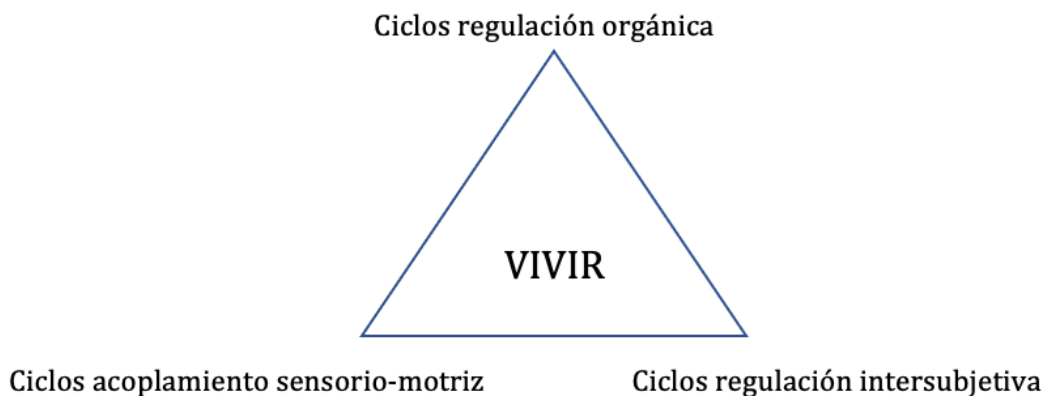 Ciclos regulación orgánica
VIVIR
Ciclos acoplamiento sensorio-motriz
Ciclos regulación intersubjetiva